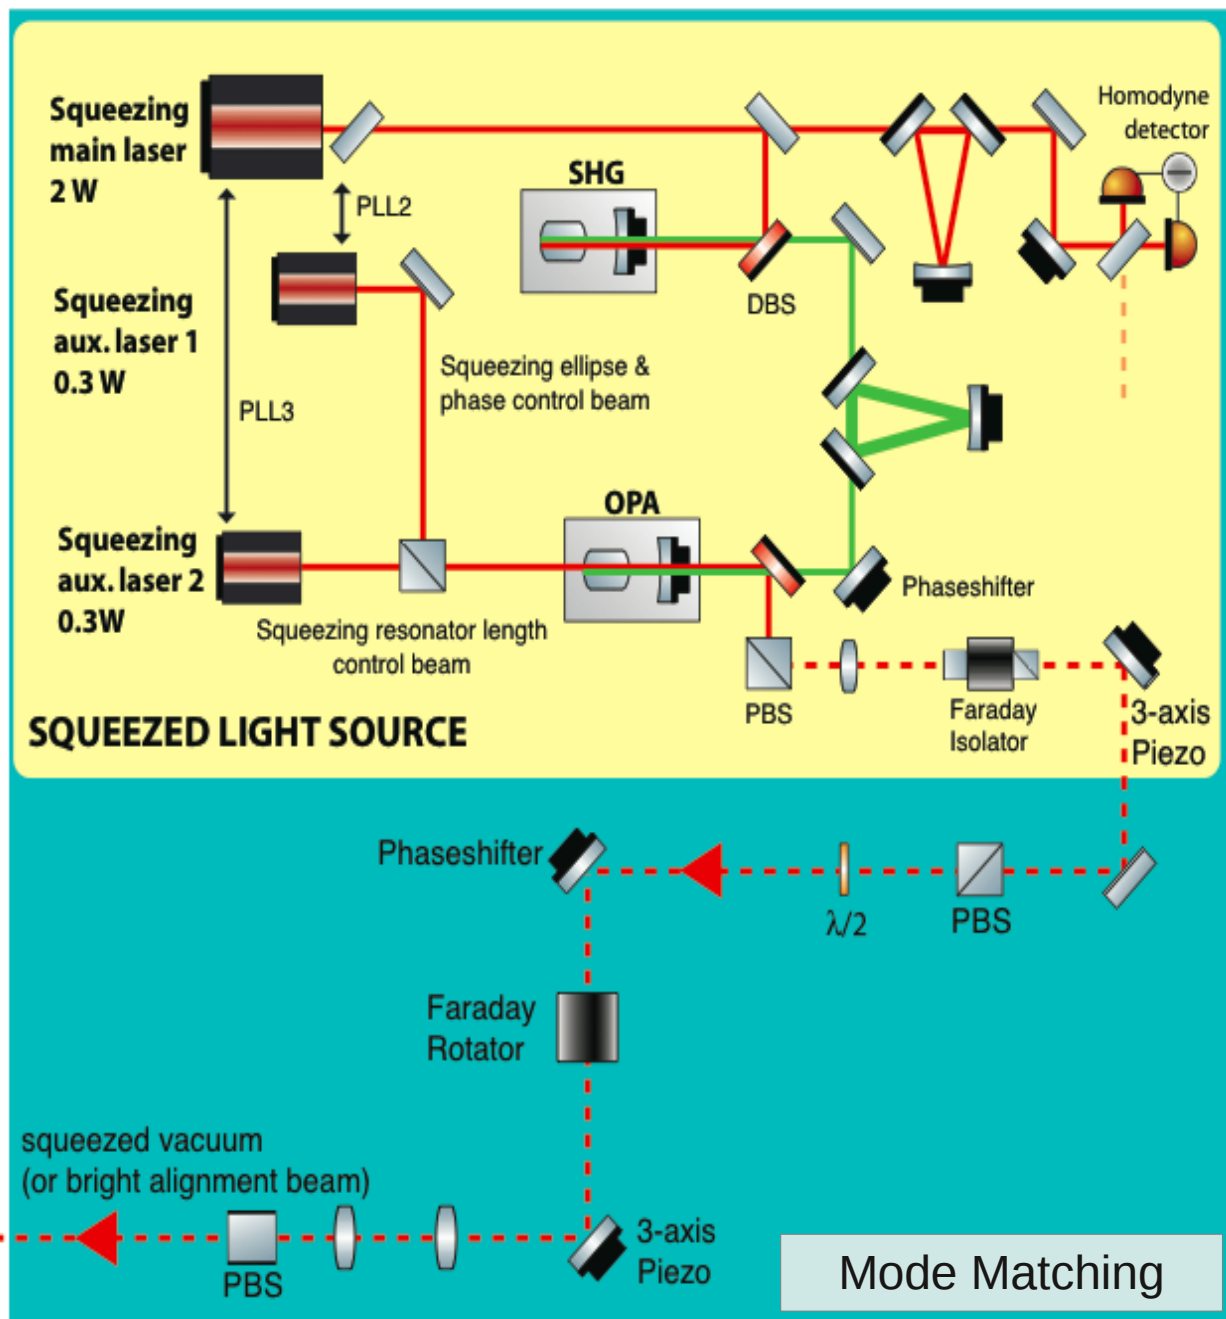 Squeezing
main laser
2 W
PLL2
SHG
DBS
Homodyne
detector
Squeezing
aux. laser 1
0.3 W
PLL3
Squeezing ellipse &
phase control beam
OPA
Squeezing
aux. laser 2
0.3W
Squeezing resonator length
control beam
Phaseshifter
PBS
Faraday
Isolator
3-axis
Piezo
SQUEEZED LIGHT SOURCE
Phaseshifter
λ/2
PBS
Faraday
Rotator
squeezed vacuum
(or bright alignment beam)
PBS
3-axis
Piezo
Mode Matching